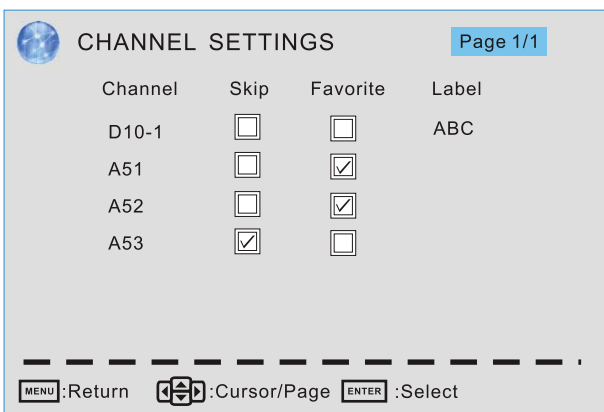 CHANNEL SETTINGS Page 1/1
Channel Skip Favorite Label
D10-1 ABC
A51
A52
A53
MENU :Return :Cursor/Page ENTER :Select